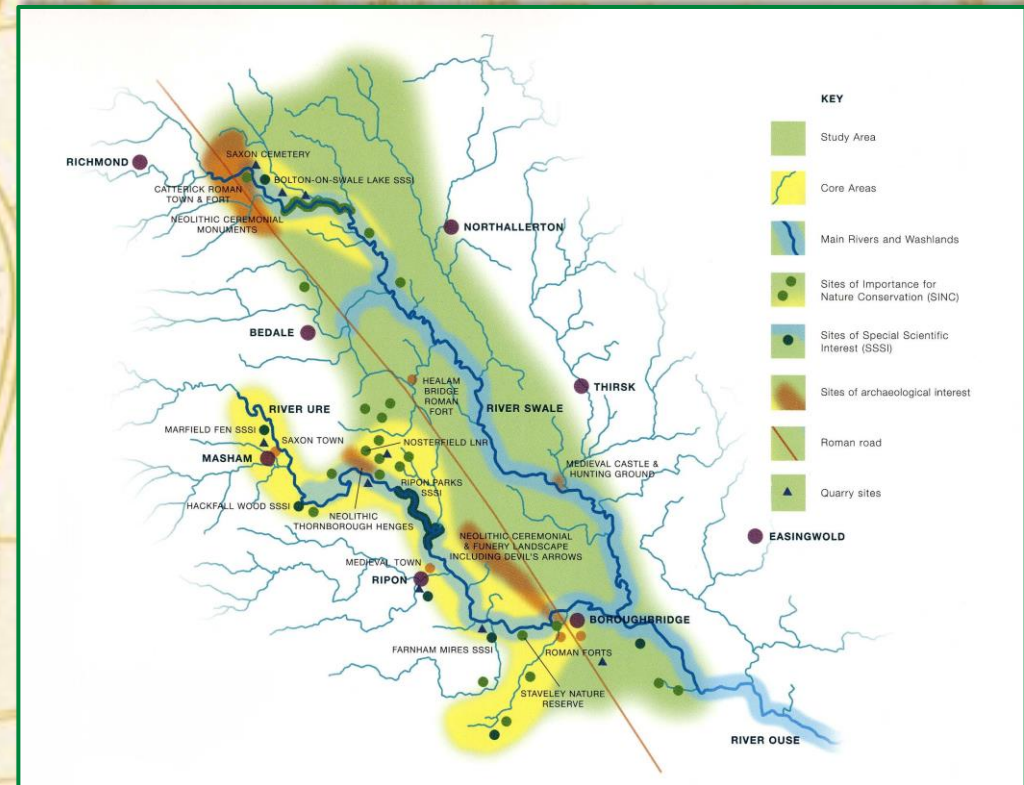 RICHMOND
SAXON CEMETERY
BOLTON-ON-SWALE LAKE SSSI
CATTERICK ROMAN
TOWN & FORT
NEOLITHIC CEREMONIAL
MONUMENTS
NORTHALLERTON
BEDALE
HEALAM
BRIDGE
ROMAN
FORT
THIRSK
RIVER URE
RIVER SWALE
MARFIELD FEN SSSI
SAXON TOWN
NOSTERFIELD LNR
MASHAM
MEDIEVAL CASTLE &
HUNTING GROUND
RIPON PARKS
SSSI
HACKFALL WOOD SSSI
NEOLITHIC
THORNBOROUGH HENGES
NEOLITHIC CEREMONIAL
& FUNERY LANDSCAPE
INCLUDING DEVIL'S ARROWS
EASINGWOLD
MEDIEVAL TOWN
RIPON
BOROUGHBRIDGE
FARNHAM MIRES SSSI
ROMAN FORTS
STAVELEY NATURE
RESERVE
RIVER OUSE
KEY
Study Area
Core Areas
Main Rivers and Washlands
Sites of Importance for
Nature Conservation (SINC)
Sites of Special Scientific
Interest (SSSI)
Sites of archaeological interest
Roman road
Quarry sites